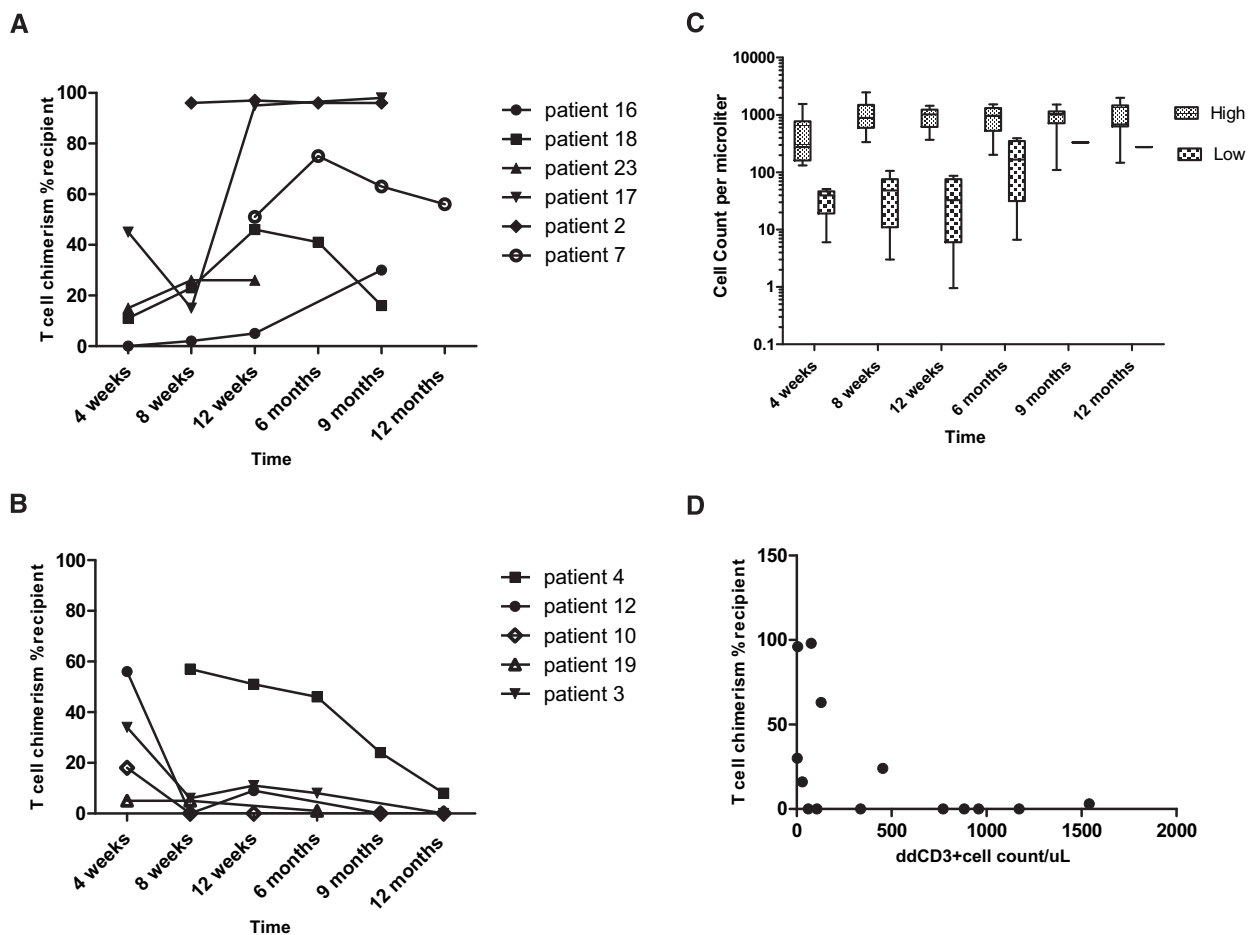 A
T cell chimerism % recipient
100
80
60
40
20
0
4 weeks
8 weeks
12 weeks
6 months
9 months
12 months
Time
patient 16
patient 18
patient 23
patient 17
patient 2
patient 7
B
T cell chimerism % recipient
100
80
60
40
20
0
4 weeks
8 weeks
12 weeks
6 months
9 months
12 months
Time
patient 4
patient 12
patient 10
patient 19
patient 3
C
Cell Count per microliter
10000
1000
100
10
1
0.1
4 weeks
8 weeks
12 weeks
6 months
9 months
12 months
Time
High
Low
D
T cell chimerism % recipient
150
100
50
0
0
500
1000
1500
2000
ddCD3+cell count/uL